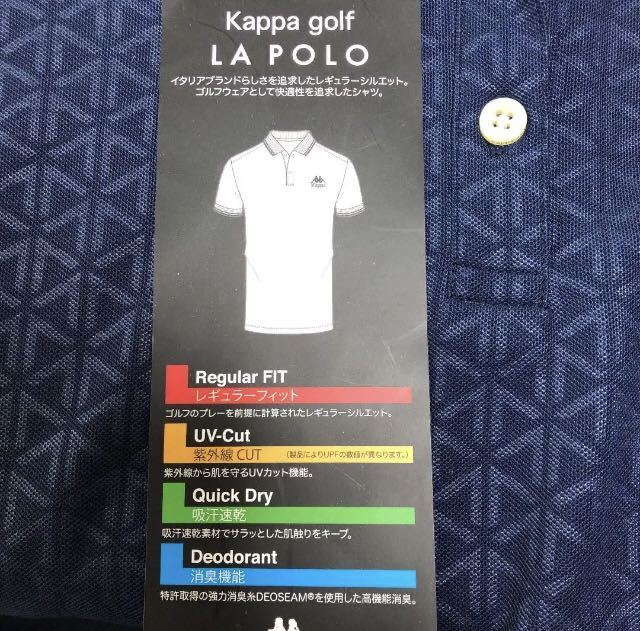 Kappa golf
LA POLO
イタリアブランドらしさを追求したレギュラーシルエット。
ゴルフウェアとして快適性を追求したシャツ。
Kappa
Regular FIT
レギュラーフィット
ゴルフのプレーを前提に計算されたレギュラーシルエット。
UV-Cut
紫外線 CUT (製品によりUPFの数値が異なります。)
紫外線から肌を守るUVカット機能。
Quick Dry
吸汗速乾
吸汗速乾素材でサラッとした肌触りをキープ。
Deodorant
消臭機能
特許取得の強力消臭糸DEOSEAM®を使用した高機能消臭。